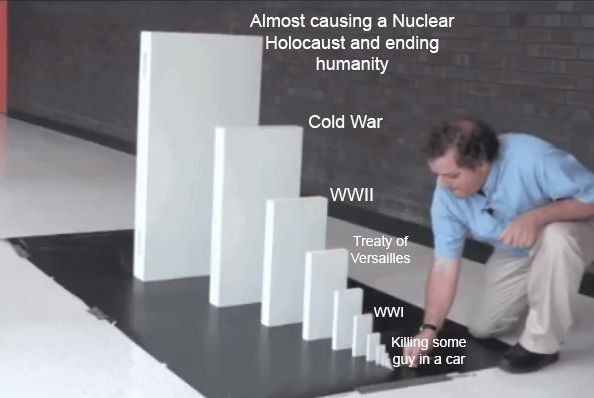 Almost causing a Nuclear
Holocaust and ending
humanity
Cold War
WWII
Treaty of
Versailles
WWI
Killing some
guy in a car